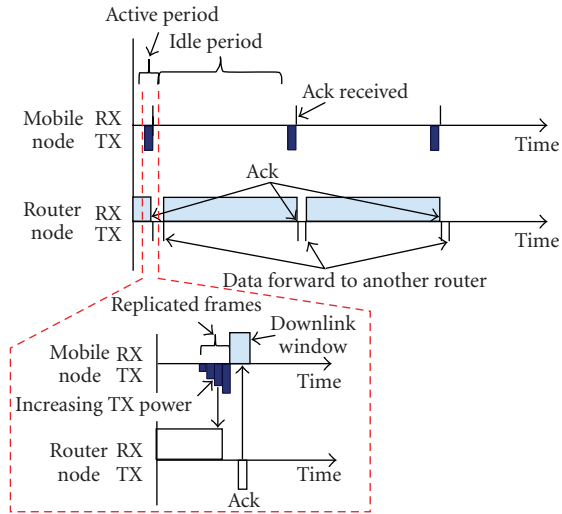 Active period
Idle period
Ack received
Mobile node RX TX
Time
Ack
Router node RX TX
Time
Data forward to another router
Replicated frames
Downlink window
Mobile node RX TX
Time
Increasing TX power
Router node RX TX
Time
Ack